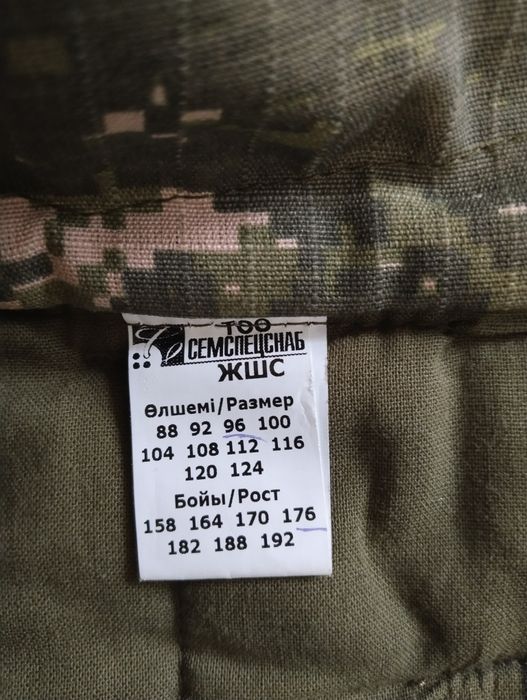 ТОО
СЕМСПЕЦСНАБ
ЖШС
Өлшемі/Размер
88 92 96 100
104 108 112 116
120 124
Бойы/Рост
158 164 170 176
182 188 192